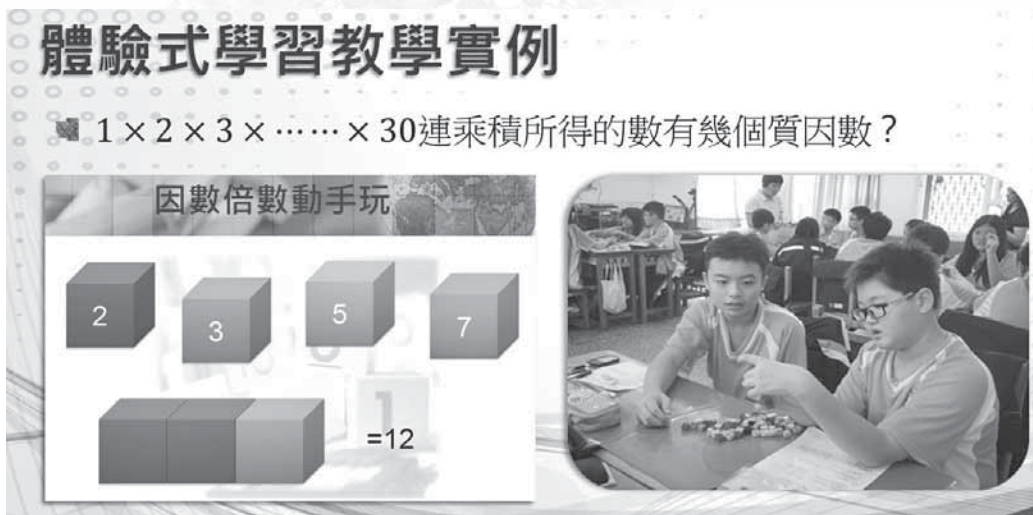 體驗式學習教學實例
1 × 2 × 3 × ⋯⋯ × 30連乘積所得的數有幾個質因數？
因數倍數動手玩
2 3 5 7
1
=12